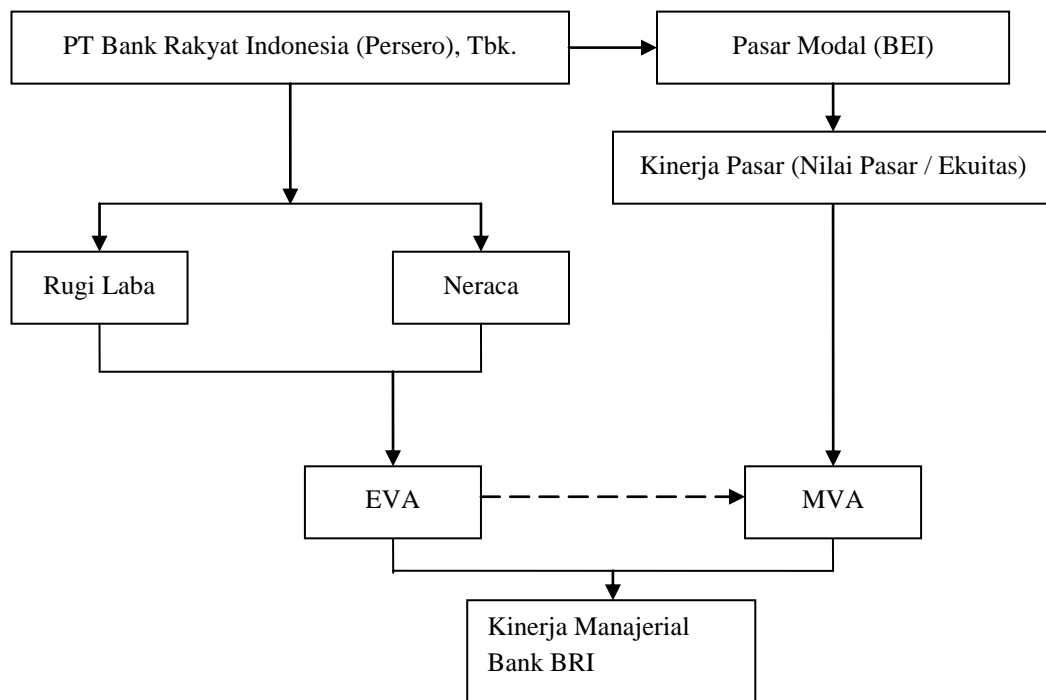 PT Bank Rakyat Indonesia (Persero), Tbk.
Pasar Modal (BEI)
Kinerja Pasar (Nilai Pasar / Ekuitas)
Rugi Laba
Neraca
EVA
MVA
Kinerja Manajerial
Bank BRI